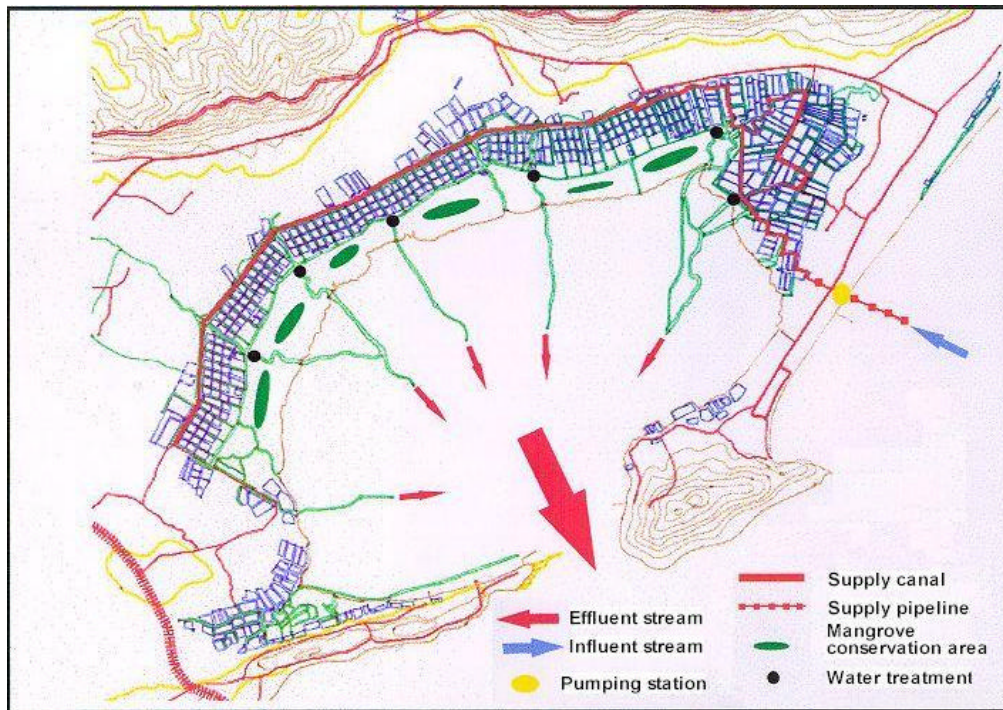 Effluent stream
Influent stream
Pumping station
Supply canal
Supply pipeline
Mangrove
conservation area
Water treatment